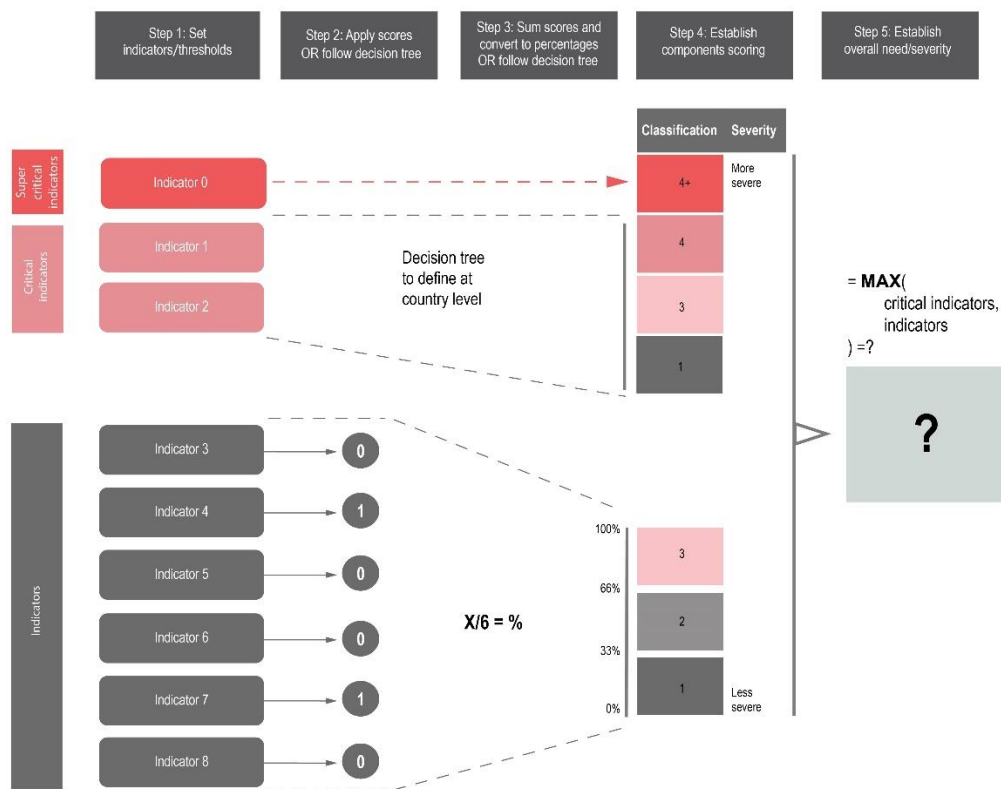 Step 1: Set
indicators/thresholds
Step 2: Apply scores
OR follow decision tree
Step 3: Sum scores and
convert to percentages
OR follow decision tree
Step 4: Establish
components scoring
Step 5: Establish
overall need/severity
Classification
Severity
Super
critical
indicators
Indicator 0
4+
More
severe
Critical
indicators
Indicator 1
Indicator 2
Decision tree
to define at
country level
4
3
1
= MAX(
critical indicators,
indicators
) =?
?
Indicators
Indicator 3
0
Indicator 4
1
Indicator 5
0
Indicator 6
0
Indicator 7
1
Indicator 8
0
X/6 = %
100%
66%
33%
0%
3
2
1
Less
severe